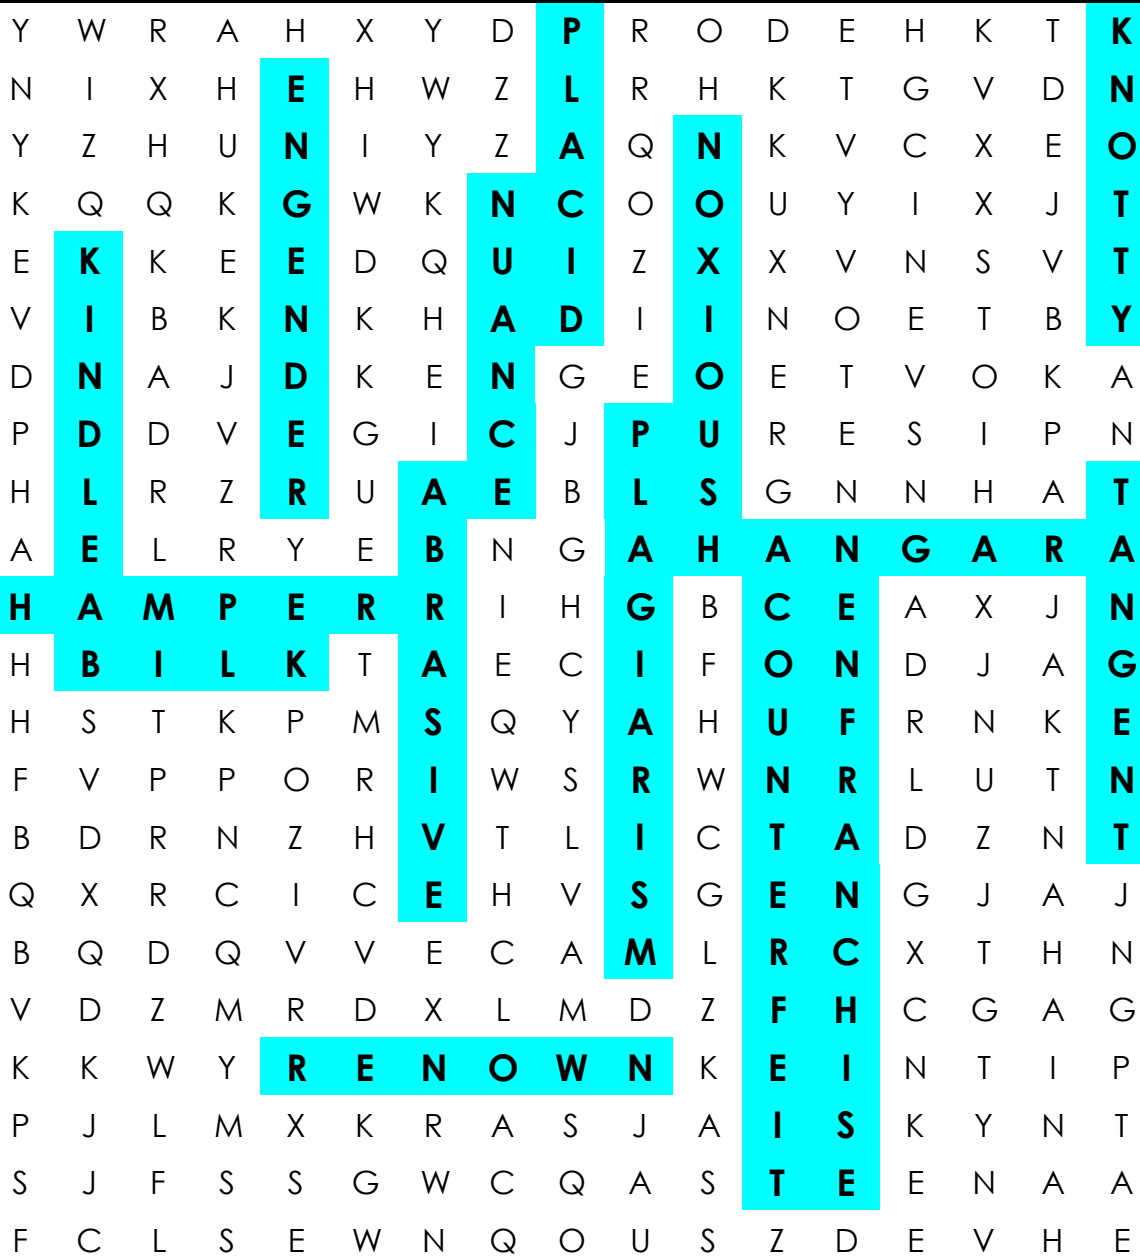 Y W R A H X Y D P R O D E H K T K
N I X H E H W Z L R H K T G V D N
Y Z H U N I Y Z A Q N K V C X E O
K Q Q K G W K N C O O U Y I X J T
E K K E E D Q U I Z X X V N S V T
V I B K N K H A D I I N O E T B Y
D N A J D K E N G E O E T V O K A
P D D V E G I C J P U R E S I P N
H L R Z R U A E B L S G N N H A T
A E L R Y E B N G A H A N G A R A
H A M P E R R I H G B C E A X J N
H B I L K T A E C I F O N D J A G
H S T K P M S Q Y A H U F R N K E
F V P P O R I W S R W N R L U T N
B D R N Z H V T L I C T A D Z N T
Q X R C I C E H V S G E N G J A J
B Q D Q V V E C A M L R C X T H N
V D Z M R D X L M D Z F H C G A G
K K W Y R E N O W N K E I N T I P
P J L M X K R A S J A I S K Y N T
S J F S S G W C Q A S T E E N A A
F C L S E W N Q O U S Z D E V H E